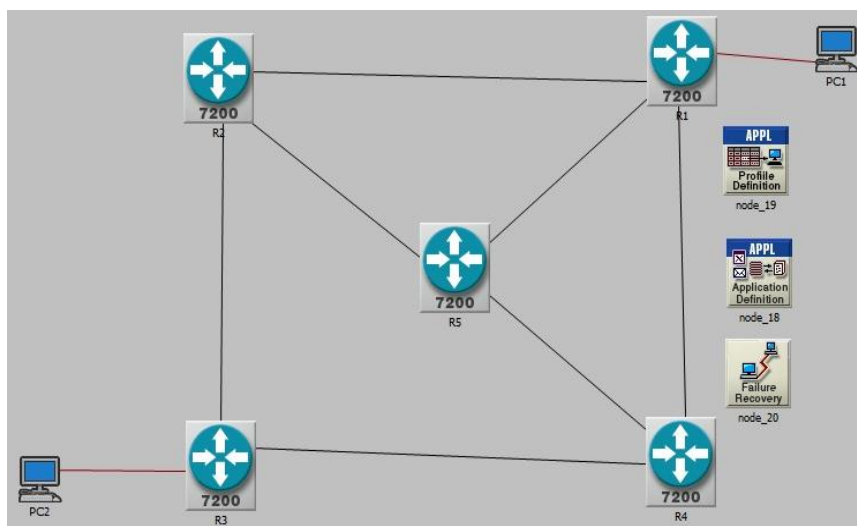 7200
R2
7200
R1
PC1
APPL
Profile
Definition
node_19
7200
R5
APPL
Application
Definition
node_18
Failure
Recovery
node_20
PC2
7200
R3
7200
R4